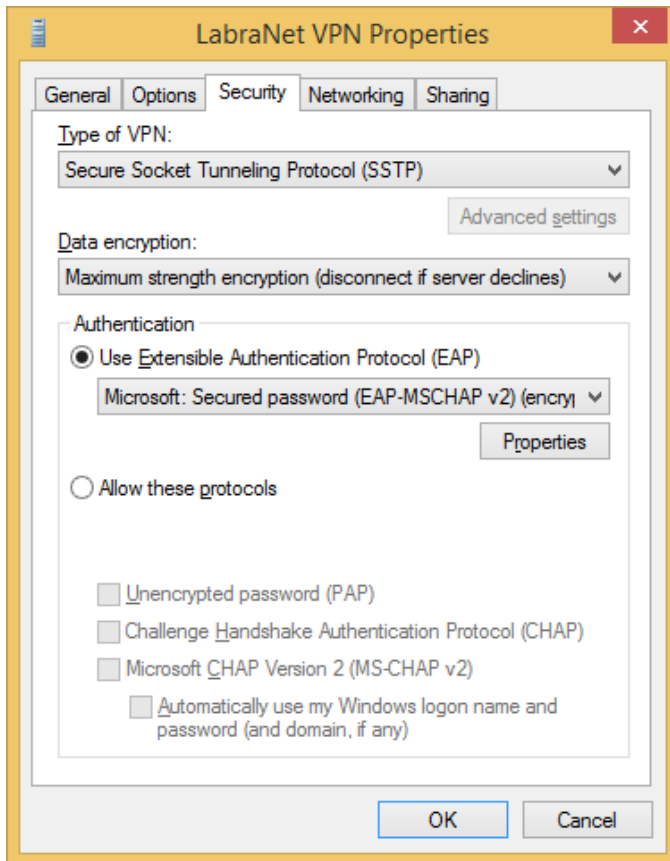 LabraNet VPN Properties
General Options Security Networking Sharing
Type of VPN:
Secure Socket Tunneling Protocol (SSTP)
Advanced settings
Data encryption:
Maximum strength encryption (disconnect if server declines)
Authentication
Use Extensible Authentication Protocol (EAP)
Microsoft: Secured password (EAP-MSCHAP v2) (encry
Properties
Allow these protocols
Unencrypted password (PAP)
Challenge Handshake Authentication Protocol (CHAP)
Microsoft CHAP Version 2 (MS-CHAP v2)
Automatically use my Windows logon name and
password (and domain, if any)
OK Cancel